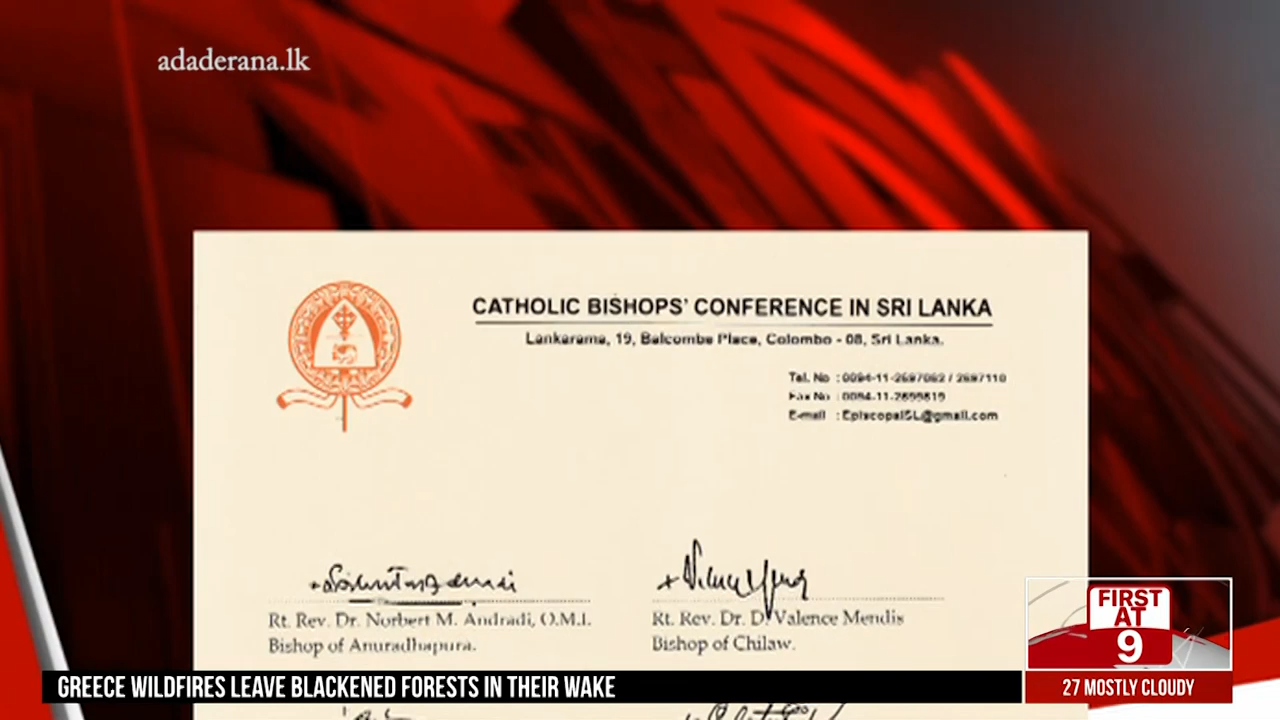 adaderana.lk
CATHOLIC BISHOPS' CONFERENCE IN SRI LANKA
Lankarama, 19, Balcombe Place, Colombo - 08, Sri Lanka.
Tel. No : 0094-11-2697062 / 2697110
Fax No : 0094-11-2699619
E-mail : EpiscopalSL@gmail.com
Rt. Rev. Dr. Norbert M. Andradi, O.M.I.
Bishop of Anuradhapura.
Rt. Rev. Dr. D. Valence Mendis
Bishop of Chilaw.
FIRST
AT
9
GREECE WILDFIRES LEAVE BLACKENED FORESTS IN THEIR WAKE
27 MOSTLY CLOUDY